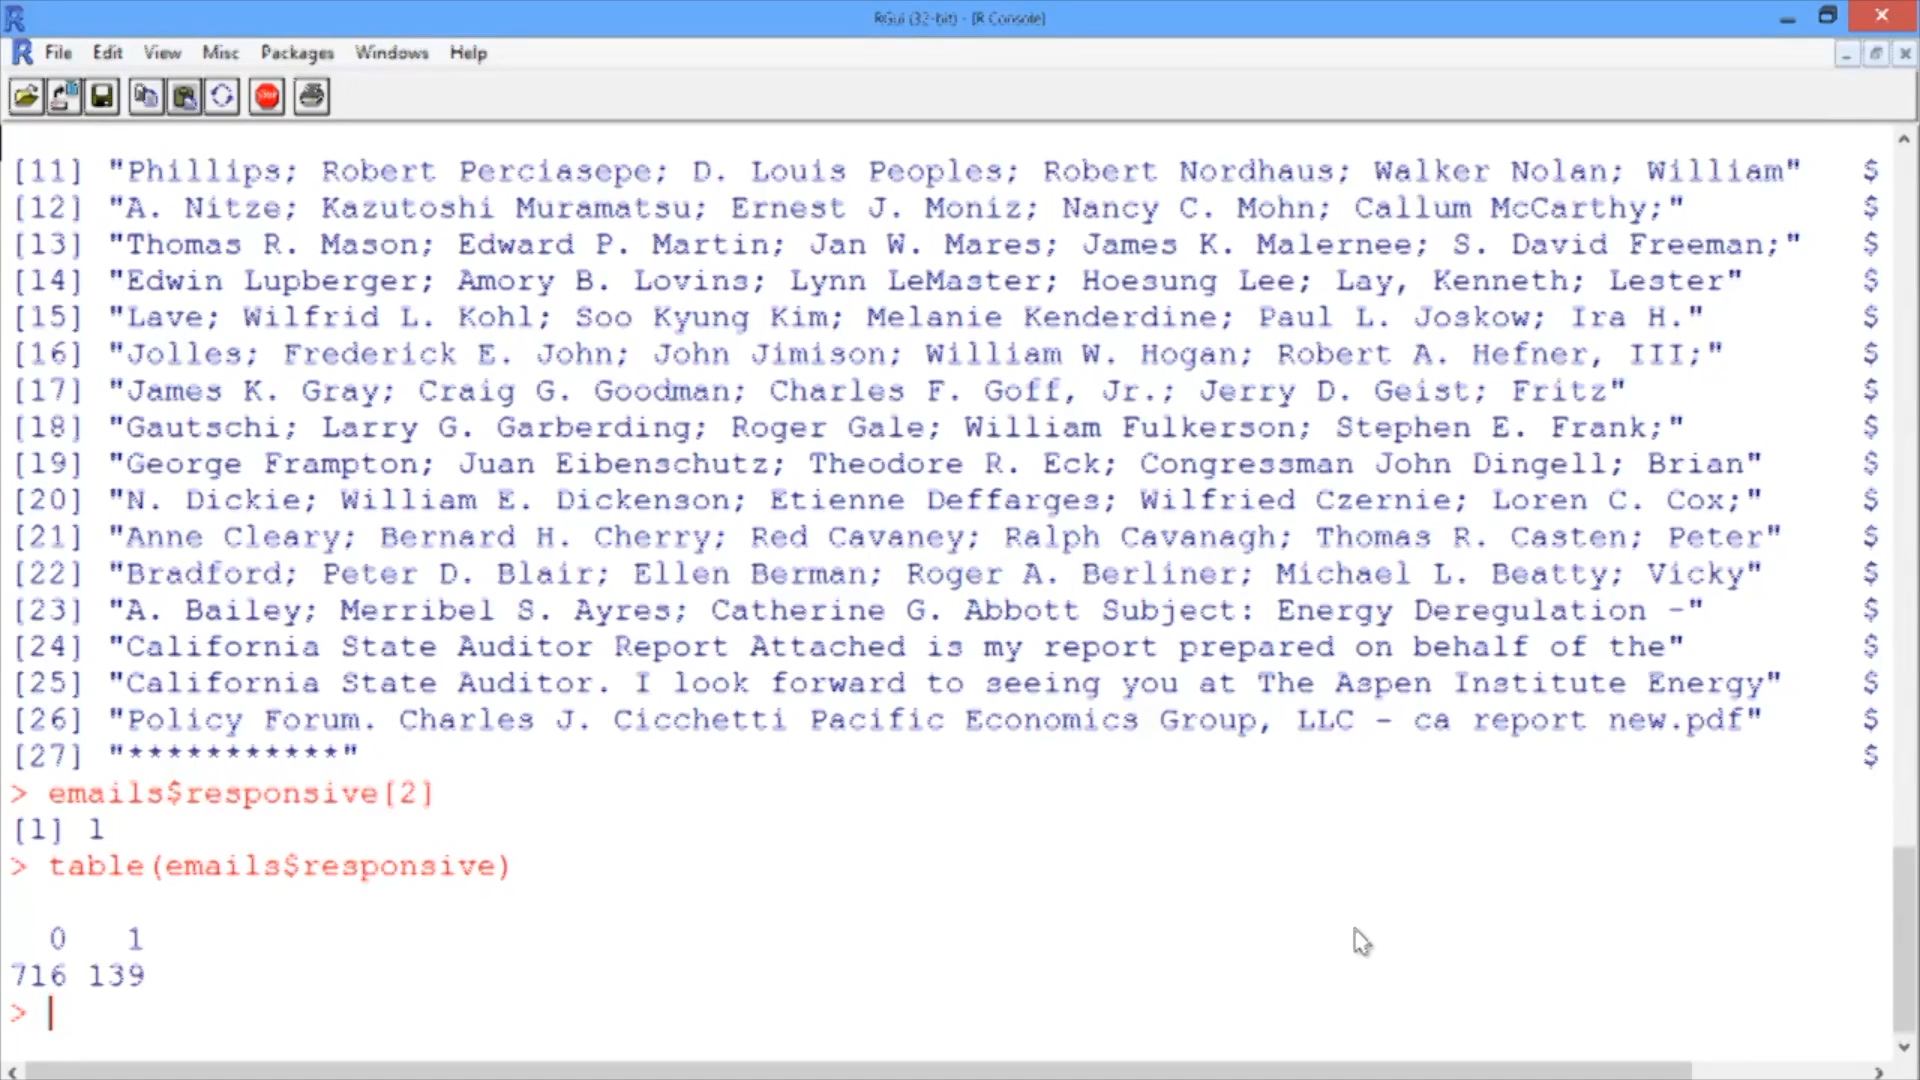 RGui (32-bit) - [R Console]
File Edit View Misc Packages Windows Help
STOP
[11] "Phillips; Robert Perciasepe; D. Louis Peoples; Robert Nordhaus; Walker Nolan; William" $
[12] "A. Nitze; Kazutoshi Muramatsu; Ernest J. Moniz; Nancy C. Mohn; Callum McCarthy;" $
[13] "Thomas R. Mason; Edward P. Martin; Jan W. Mares; James K. Malernee; S. David Freeman;" $
[14] "Edwin Lupberger; Amory B. Lovins; Lynn LeMaster; Hoesung Lee; Lay, Kenneth; Lester" $
[15] "Lave; Wilfrid L. Kohl; Soo Kyung Kim; Melanie Kenderdine; Paul L. Joskow; Ira H." $
[16] "Jolles; Frederick E. John; John Jimison; William W. Hogan; Robert A. Hefner, III;" $
[17] "James K. Gray; Craig G. Goodman; Charles F. Goff, Jr.; Jerry D. Geist; Fritz" $
[18] "Gautschi; Larry G. Garberding; Roger Gale; William Fulkerson; Stephen E. Frank;" $
[19] "George Frampton; Juan Eibenschutz; Theodore R. Eck; Congressman John Dingell; Brian" $
[20] "N. Dickie; William E. Dickenson; Etienne Deffarges; Wilfried Czernie; Loren C. Cox;" $
[21] "Anne Cleary; Bernard H. Cherry; Red Cavaney; Ralph Cavanagh; Thomas R. Casten; Peter" $
[22] "Bradford; Peter D. Blair; Ellen Berman; Roger A. Berliner; Michael L. Beatty; Vicky" $
[23] "A. Bailey; Merribel S. Ayres; Catherine G. Abbott Subject: Energy Deregulation -" $
[24] "California State Auditor Report Attached is my report prepared on behalf of the" $
[25] "California State Auditor. I look forward to seeing you at The Aspen Institute Energy" $
[26] "Policy Forum. Charles J. Cicchetti Pacific Economics Group, LLC - ca report new.pdf" $
[27] "***********" $
> emails$responsive[2]
[1] 1
> table(emails$responsive)
0 1
716 139
>